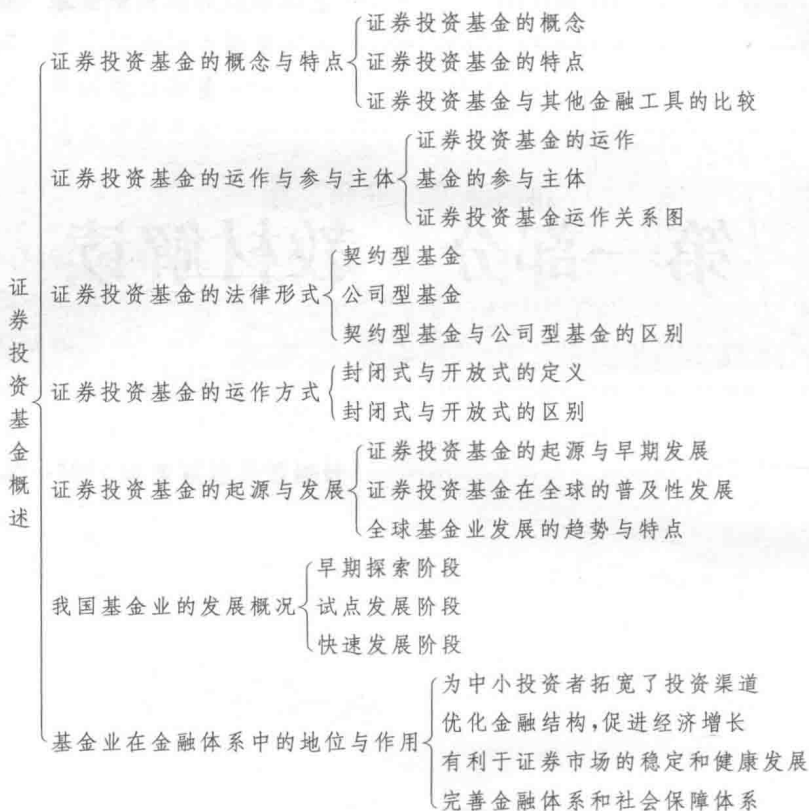 证券投资基金概述
证券投资基金的概念与特点
证券投资基金的概念
证券投资基金的特点
证券投资基金与其他金融工具的比较
证券投资基金的运作与参与主体
证券投资基金的运作
基金的参与主体
证券投资基金运作关系图
证券投资基金的法律形式
契约型基金
公司型基金
契约型基金与公司型基金的区别
证券投资基金的运作方式
封闭式与开放式的定义
封闭式与开放式的区别
证券投资基金的起源与发展
证券投资基金的起源与早期发展
证券投资基金在全球的普及性发展
全球基金业发展的趋势与特点
我国基金业的发展概况
早期探索阶段
试点发展阶段
快速发展阶段
基金业在金融体系中的地位与作用
为中小投资者拓宽了投资渠道
优化金融结构,促进经济增长
有利于证券市场的稳定和健康发展
完善金融体系和社会保障体系
第一部分 教材解读